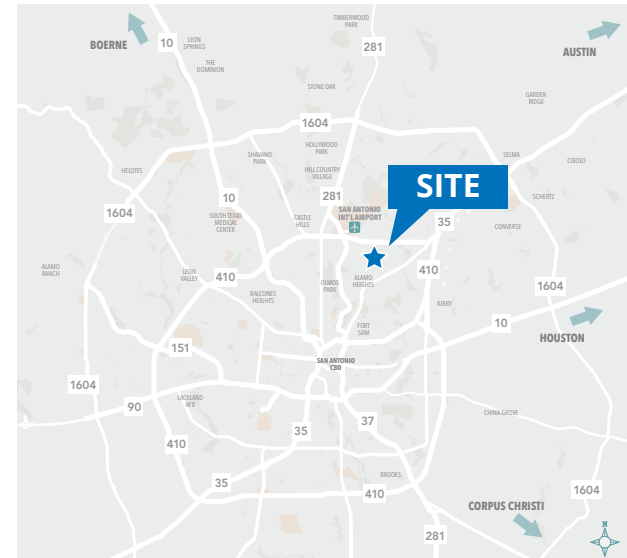 TIMBERWOOD
PARK
BOERNE
10
LEON
SPRINGS
281
AUSTIN
THE
DOMINION
STONE OAK
GARDEN
RIDGE
1604
HOLLYWOOD
PARK
SHAVANO
PARK
SELMA
CIBOLO
HELOTES
HILL COUNTRY
VILLAGE
SITE
10
281
SCHERTZ
1604
SOUTH TEXAS
MEDICAL
CENTER
CASTLE
HILLS
SAN ANTONIO
INT'L AIRPORT
35
CONVERSE
ALAMO
RANCH
LEON
VALLEY
410
410
OLMOS
PARK
ALAMO
HEIGHTS
1604
BALCONES
HEIGHTS
KIRBY
10
FORT
SAM
HOUSTON
151
SAN ANTONIO
CBD
1604
LACKLAND
AFB
90
CHINA GROVE
37
35
410
BROOKS
35
410
1604
CORPUS CHRISTI
281
N